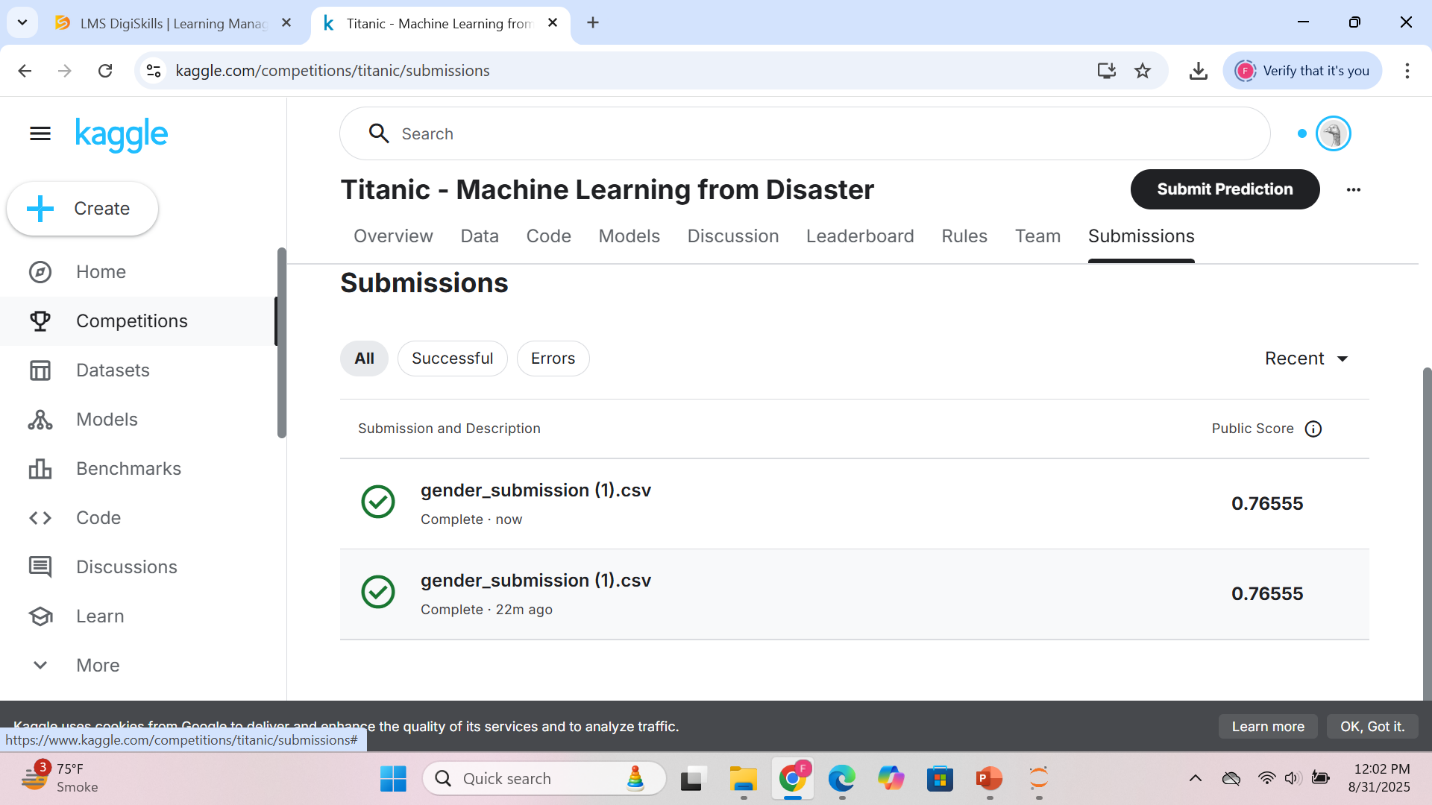 LMS DigiSkills | Learning Manag
Titanic - Machine Learning from
kaggle.com/competitions/titanic/submissions
F
Verify that it's you
kaggle
Search
Titanic - Machine Learning from Disaster
Submit Prediction
Create
Overview Data Code Models Discussion Leaderboard Rules Team Submissions
Home
Competitions
Datasets
Models
Benchmarks
Code
Discussions
Learn
More
Submissions
All Successful Errors
Recent
Submission and Description
Public Score
gender_submission (1).csv
Complete · now
0.76555
gender_submission (1).csv
Complete · 22m ago
0.76555
Kaggle uses cookies from Google to deliver and enhance the quality of its services and to analyze traffic.
Learn more
OK, Got it.
https://www.kaggle.com/competitions/titanic/submissions#
3
75°F
Smoke
Quick search
F
12:02 PM
8/31/2025